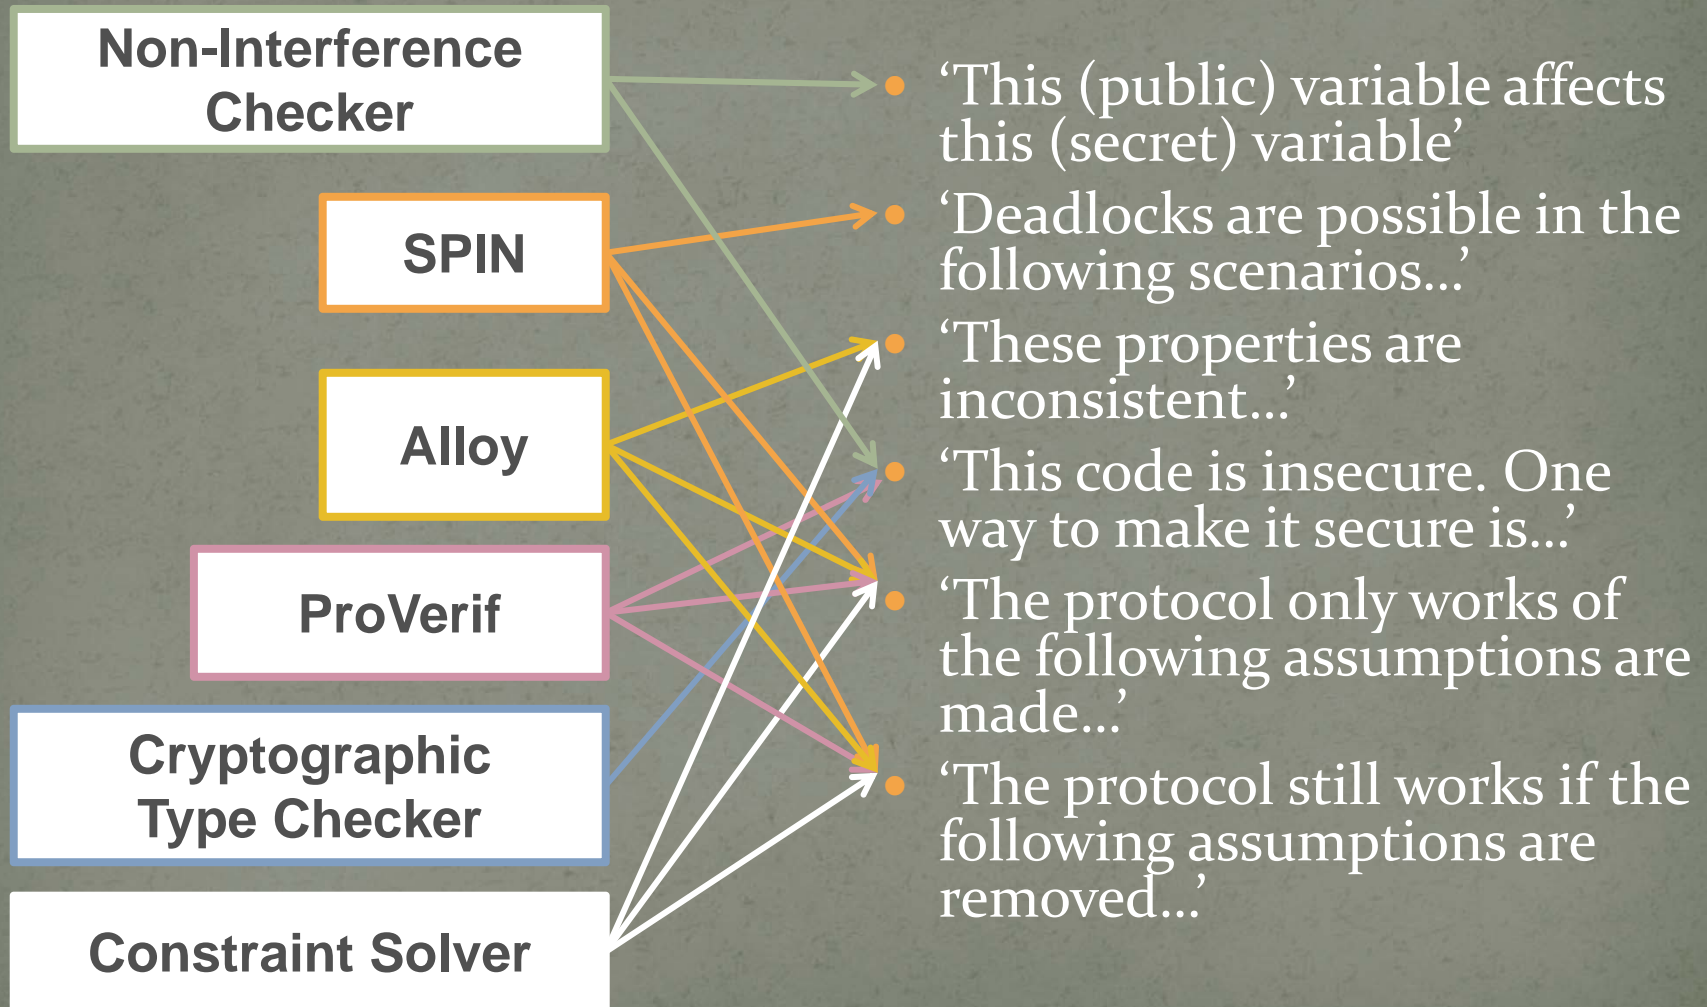 Non-Interference
Checker
SPIN
Alloy
ProVerif
Cryptographic
Type Checker
Constraint Solver
‘This (public) variable affects
this (secret) variable’
‘Deadlocks are possible in the
following scenarios…’
‘These properties are
inconsistent…’
‘This code is insecure. One
way to make it secure is…’
‘The protocol only works of
the following assumptions are
made…’
‘The protocol still works if the
following assumptions are
removed…’